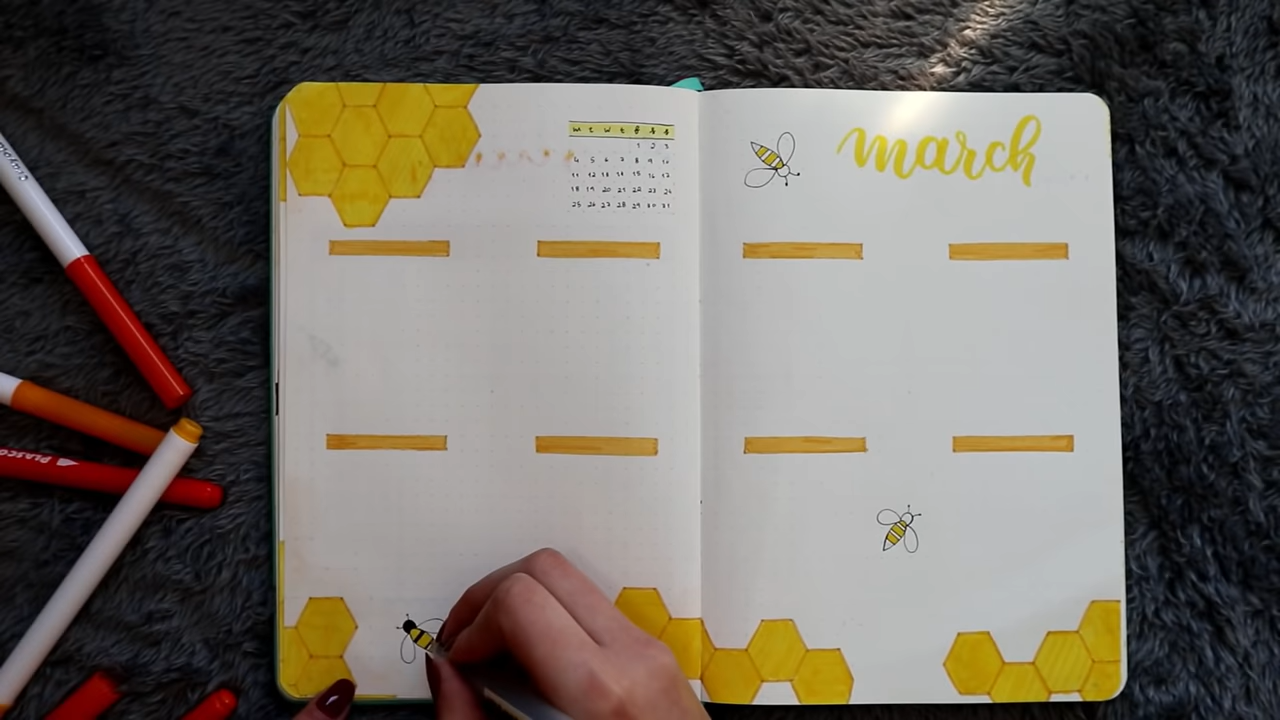 M T W T F S S
1 2 3
4 5 6 7 8 9 10
11 12 13 14 15 16 17
18 19 20 21 22 23 24
25 26 27 28 29 30 31
march
PLASCO